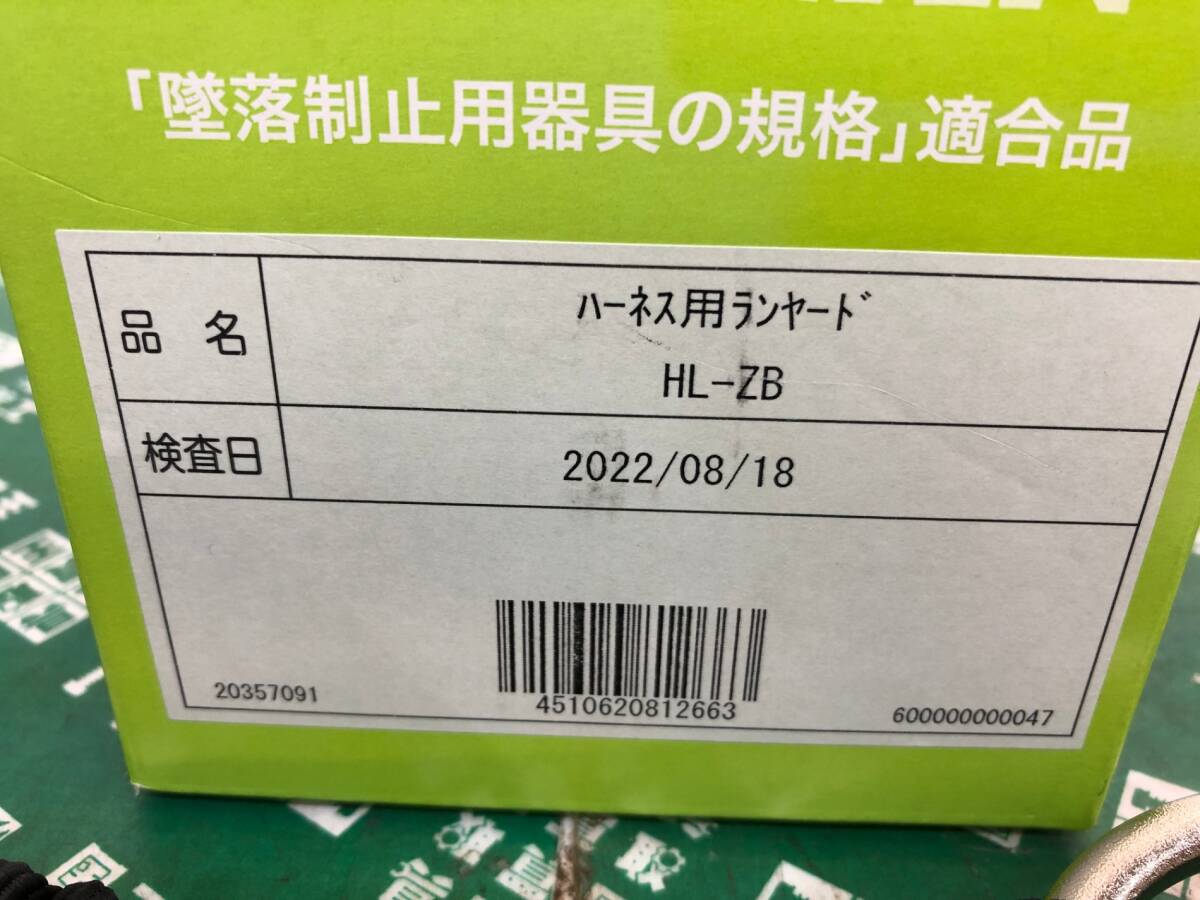 「墜落制止用器具の規格」適合品
品 名
ﾊｰﾈｽ用ﾗﾝﾔｰﾄﾞ
HL-ZB
検査日
2022/08/18
20357091
4510620812663
600000000047